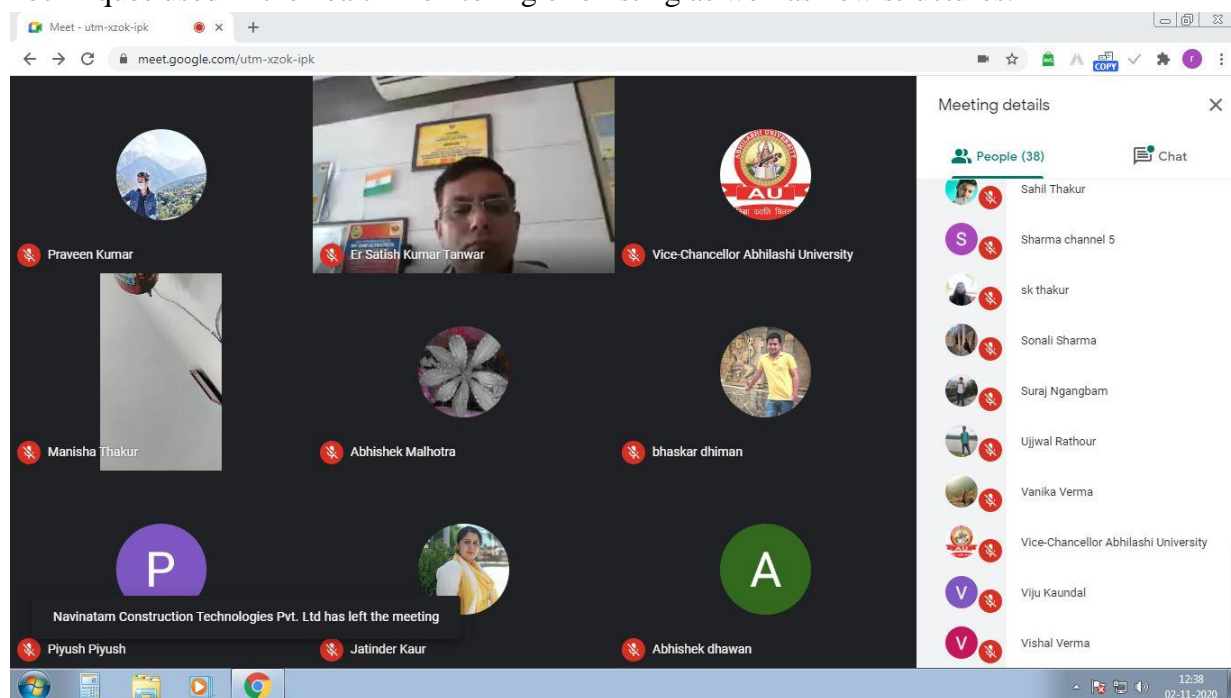 Meet - utm-xzok-ipk
meet.google.com/utm-xzok-ipk
COPY
r
Meeting details
People (38)
Chat
Praveen Kumar
Er Satish Kumar Tanwar
AU
Vice-Chancellor Abhilashi University
Manisha Thakur
Abhishek Malhotra
bhaskar dhiman
P
A
Navinatam Construction Technologies Pvt. Ltd has left the meeting
Piyush Piyush
Jatinder Kaur
Abhishek dhawan
Sahil Thakur
S
Sharma channel 5
sk thakur
Sonali Sharma
Suraj Ngangbam
Ujjwal Rathour
Vanika Verma
AU
Vice-Chancellor Abhilashi University
V
Viju Kaundal
V
Vishal Verma
12:38
02-11-2020